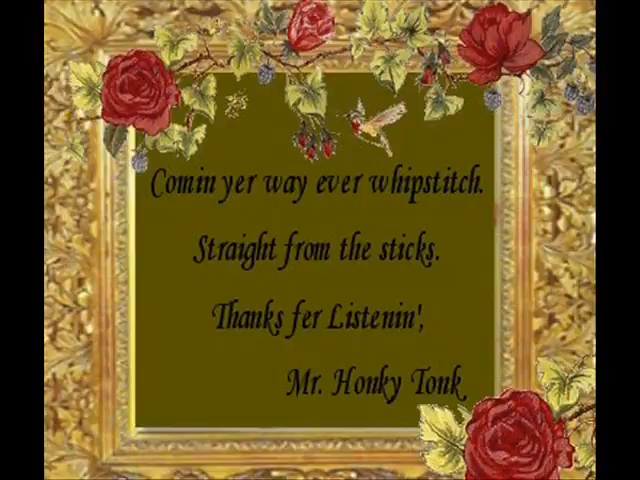 Comin yer way ever whipstitch.
Straight from the sticks.
Thanks fer Listenin',
Mr. Honky Tonk